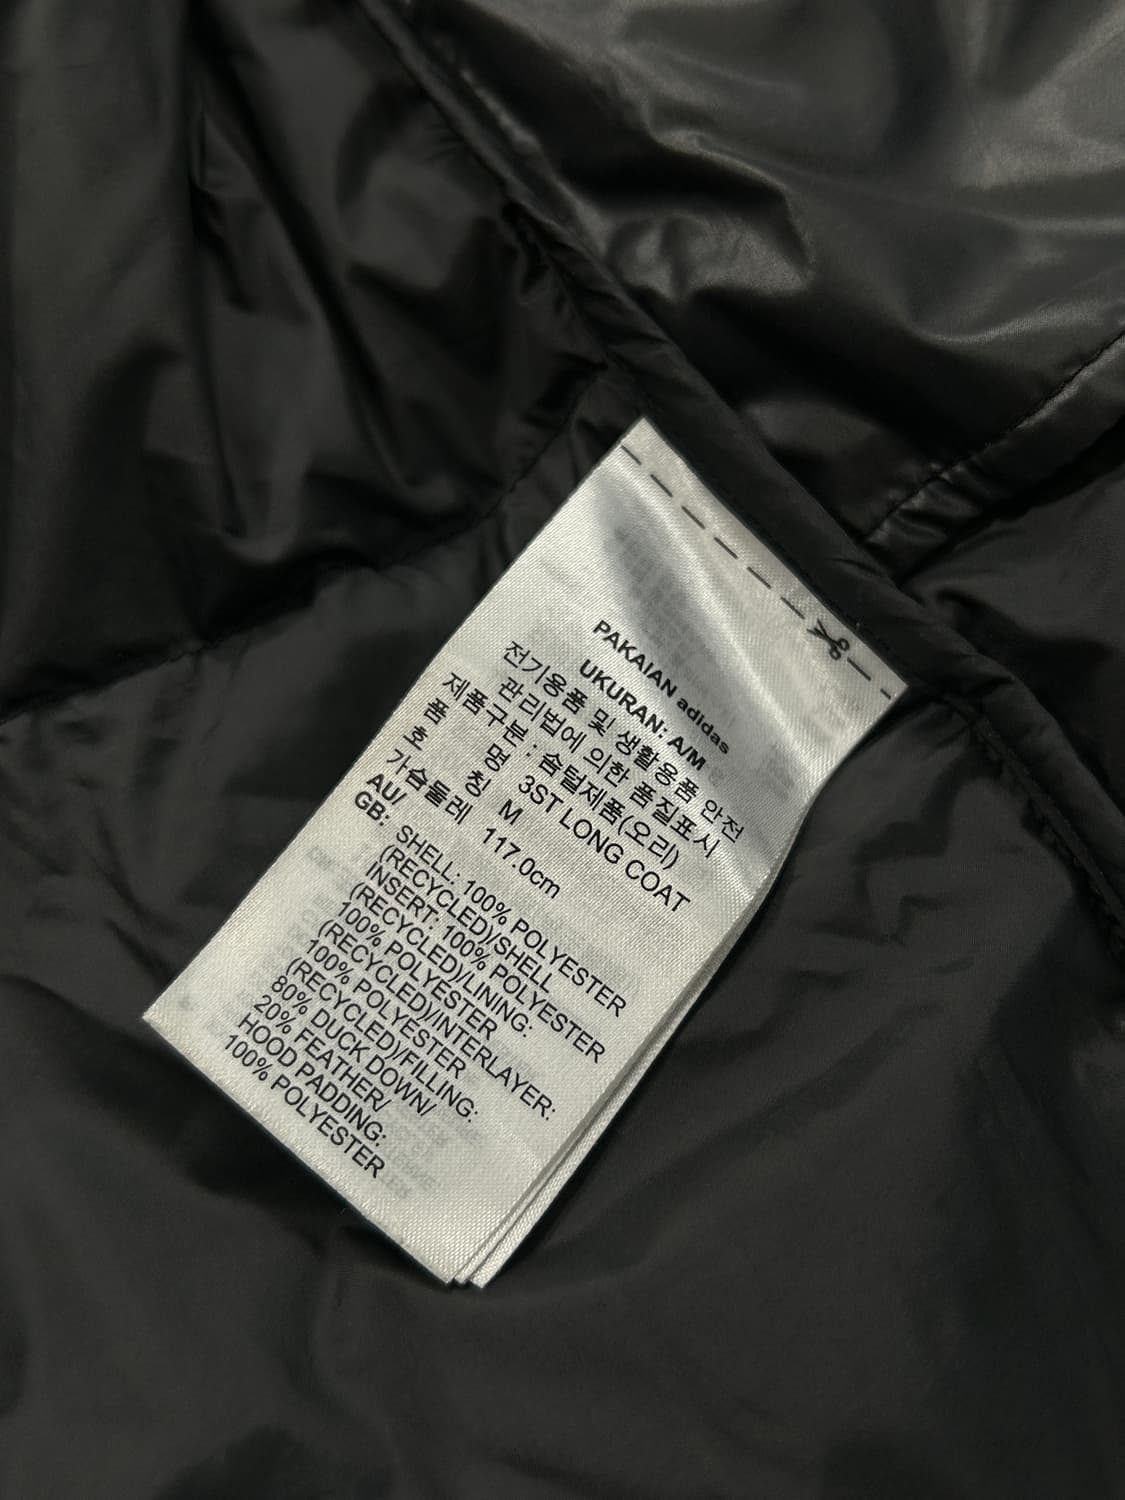 PAKAIAN adidas
UKURAN: A/M
전기용품 및 생활용품 안전
관리법에 의한 품질표시
제품구분 : 솜털제품(오리)
품 명 3ST LONG COAT
호 칭 M
가슴둘레 117.0cm
AU/
GB: SHELL: 100% POLYESTER
(RECYCLED)/SHELL
INSERT: 100% POLYESTER
(RECYCLED)/LINING:
100% POLYESTER
(RECYCLED)/INTERLAYER:
100% POLYESTER
(RECYCLED)/FILLING:
80% DUCK DOWN/
20% FEATHER/
HOOD PADDING:
100% POLYESTER